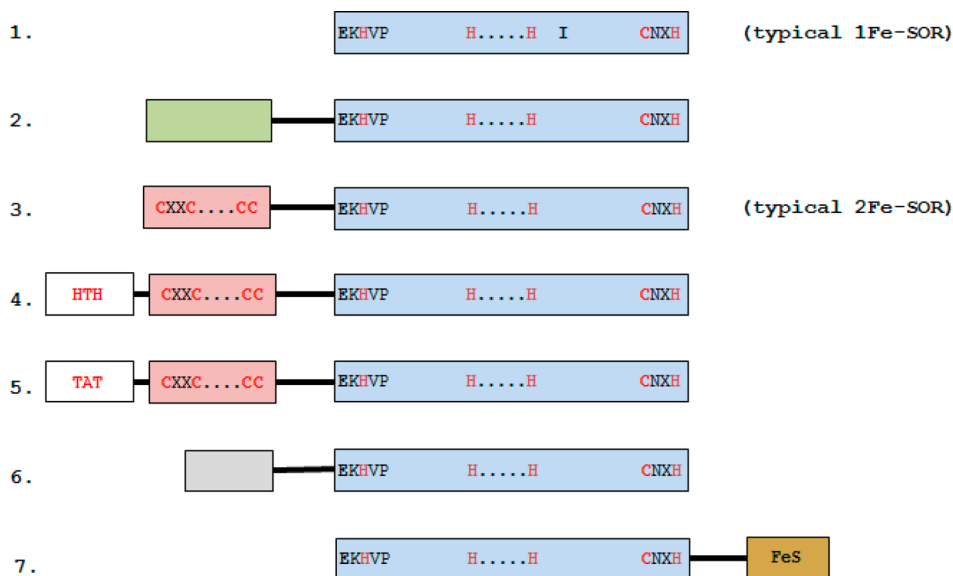 1. EKHVP H.....H I CNXH (typical 1Fe-SOR)
2. EKHVP H.....H CNXH
3. CXXC....CC EKHVP H.....H CNXH (typical 2Fe-SOR)
4. HTH CXXC....CC EKHVP H.....H CNXH
5. TAT CXXC....CC EKHVP H.....H CNXH
6. EKHVP H.....H CNXH
7. EKHVP H.....H CNXH FeS